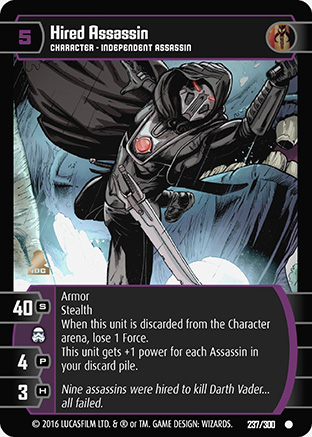 5
Hired Assassin
CHARACTER - INDEPENDENT ASSASSIN
IDC
40 S
Armor
Stealth
When this unit is discarded from the Character
arena, lose 1 Force.
4 P
This unit gets +1 power for each Assassin in
your discard pile.
3 H
Nine assassins were hired to kill Darth Vader...
all failed.
© 2016 LUCASFILM LTD. & ® or TM. GAME DESIGN: WIZARDS.
237/300